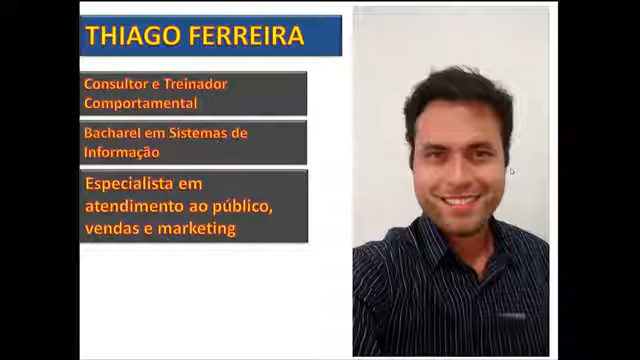 THIAGO FERREIRA
Consultor e Treinador
Comportamental
Bacharel em Sistemas de
Informação
Especialista em
atendimento ao público,
vendas e marketing